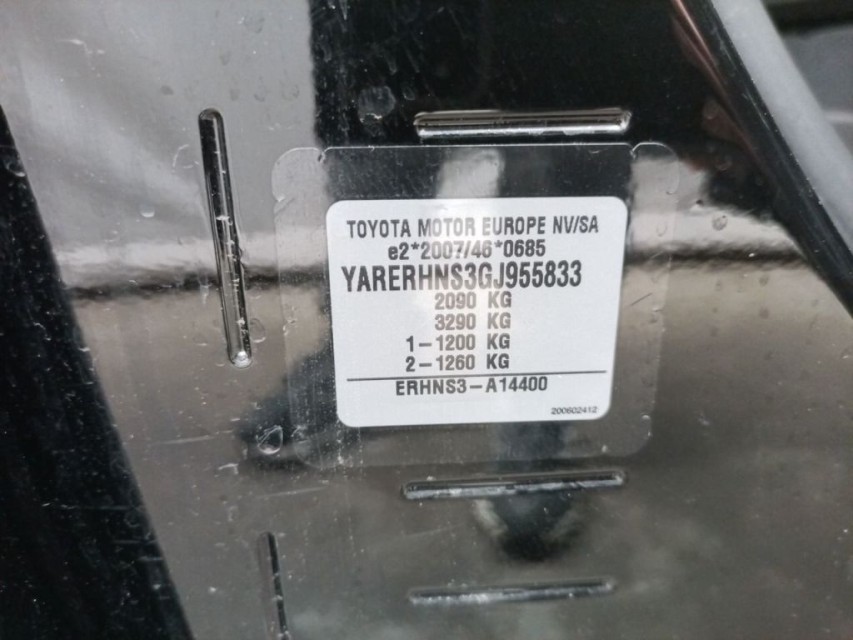 TOYOTA MOTOR EUROPE NV/SA
e2*2007/46*0685
YARERHNS3GJ955833
2090 KG
3290 KG
1-1200 KG
2-1260 KG
ERHNS3-A14400
200602412